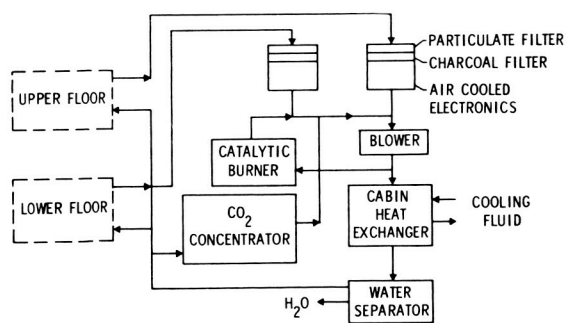 PARTICULATE FILTER
CHARCOAL FILTER
AIR COOLED
ELECTRONICS
UPPER FLOOR
BLOWER
CATALYTIC
BURNER
LOWER FLOOR
CO2
CONCENTRATOR
CABIN
HEAT
EXCHANGER
COOLING
FLUID
H2O
WATER
SEPARATOR